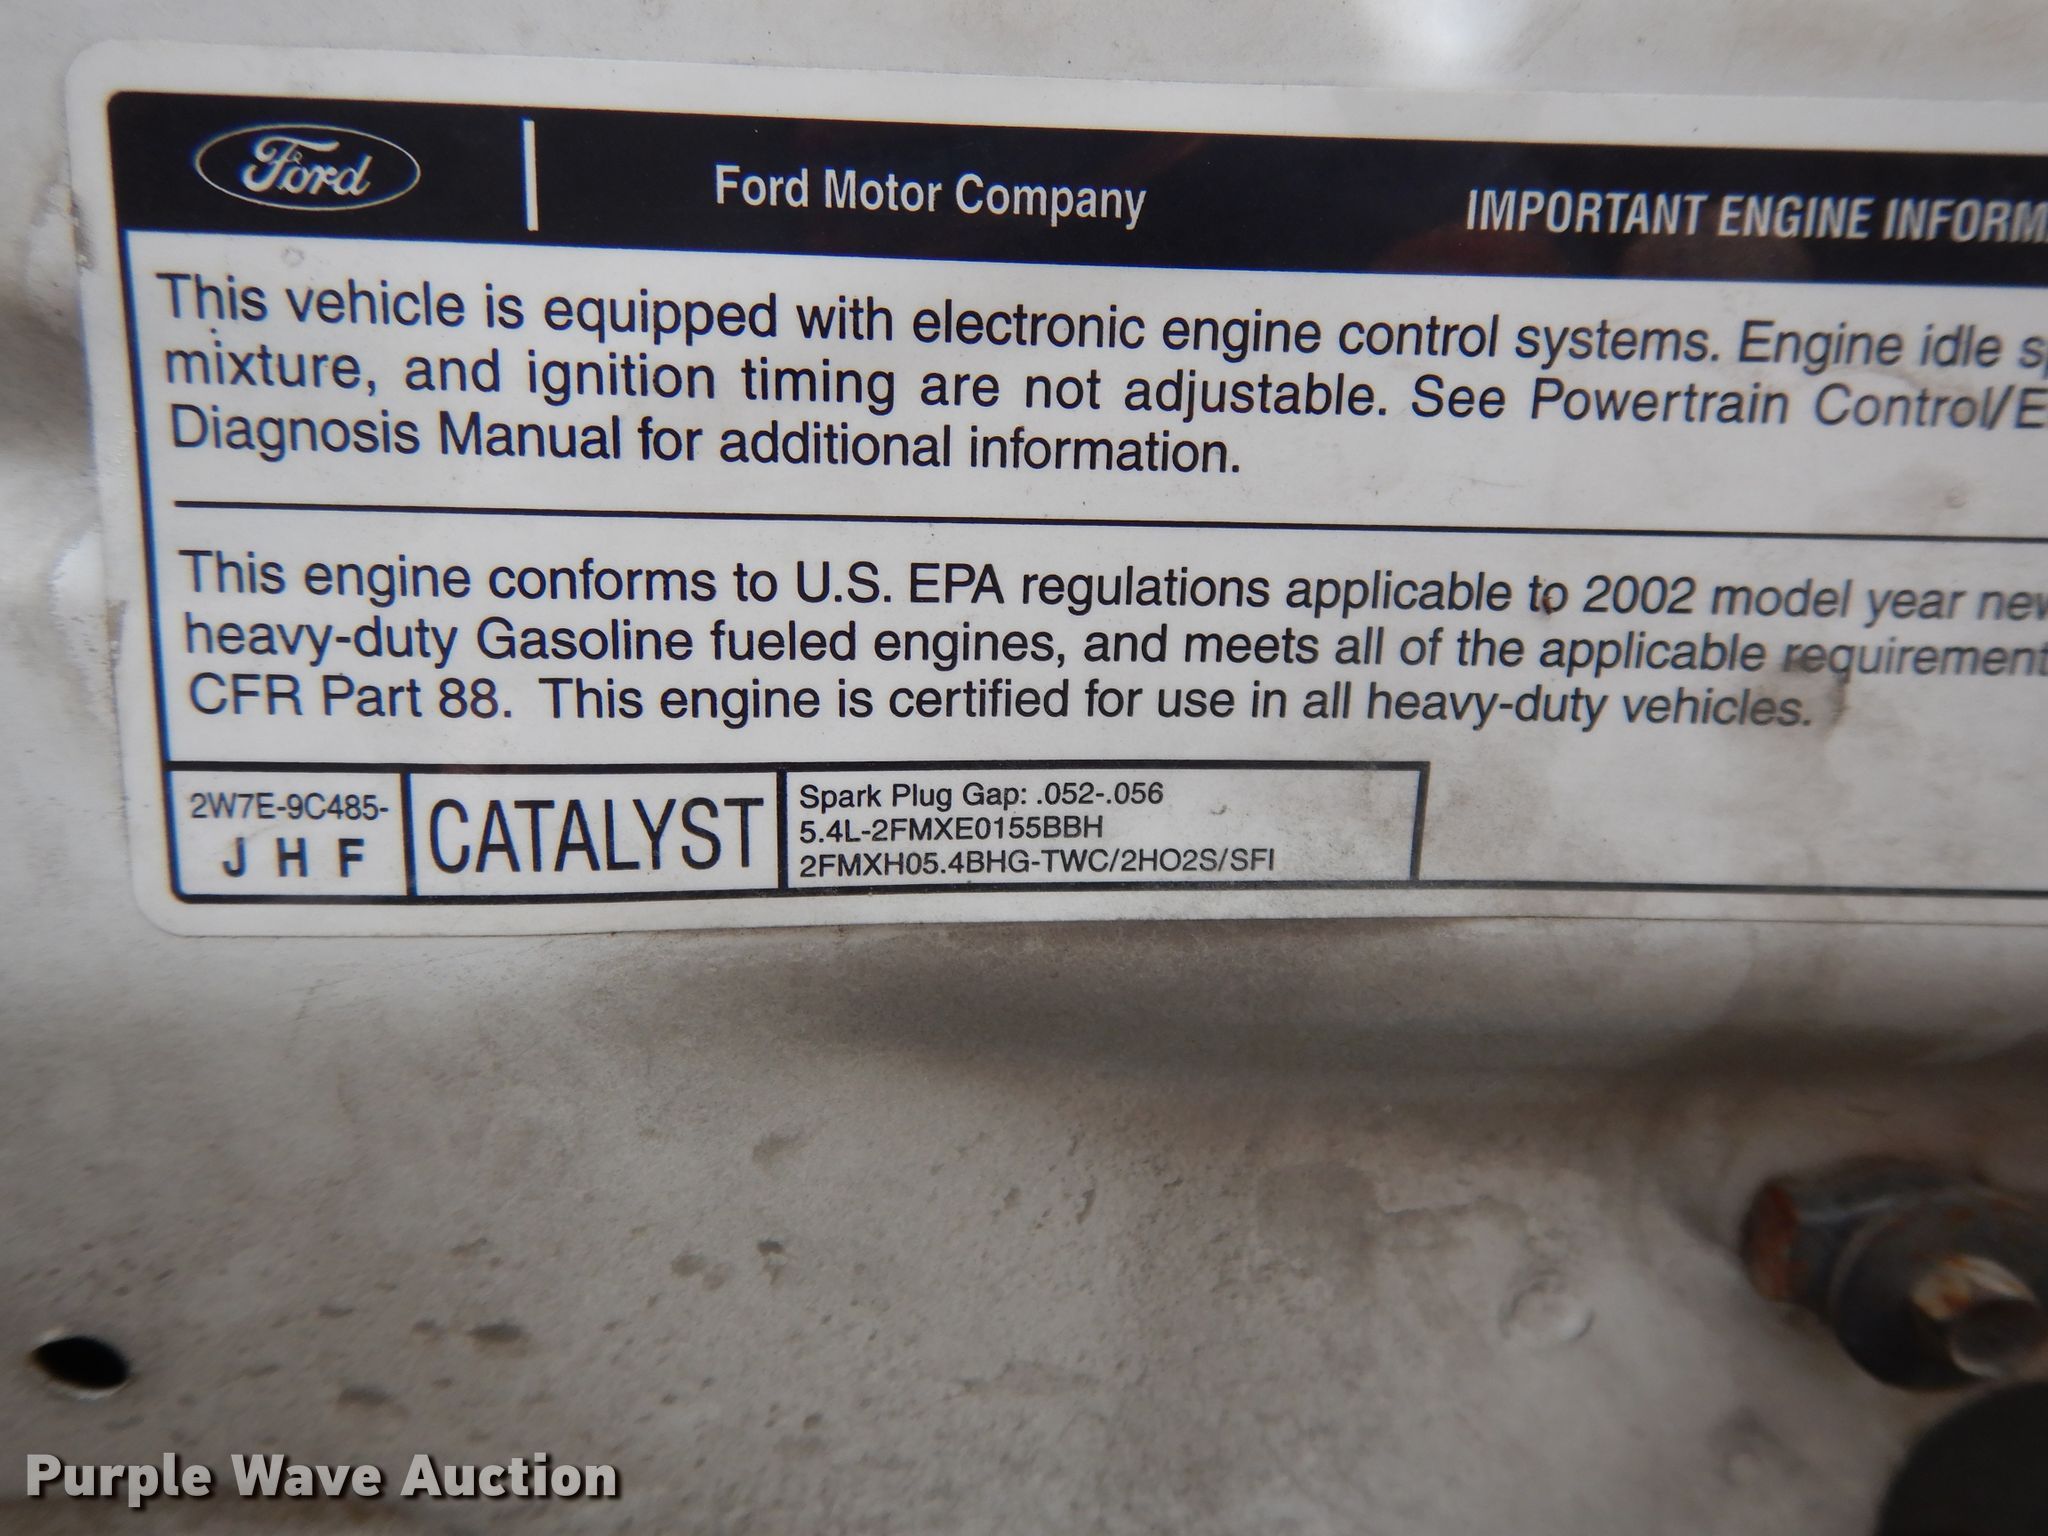 Ford
Ford Motor Company
IMPORTANT ENGINE
This vehicle is equipped with electronic engine control systems. Engine idle
mixture, and ignition timing are not adjustable. See Powertrain
Diagnosis Manual for additional information.
This engine conforms to U.S. EPA regulations applicable to 2002 model year
heavy-duty Gasoline fueled engines, and meets all of the applicable
CFR Part 88. This engine is certified for use in all heavy-duty vehicles.
2W7E-9C485-
J H F
CATALYST
Spark Plug Gap: .052-.056
5.4L-2FMXE0155BBH
2FMXH05.4BHG-TWC/2HO2S/SFI
Purple Wave Auction